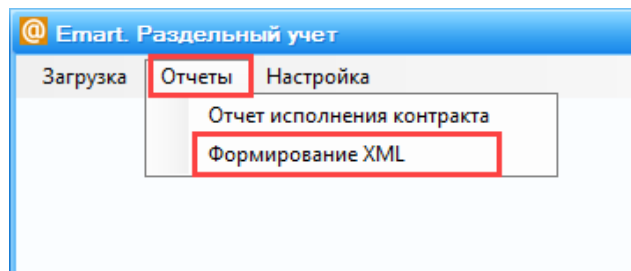 @ Emart. Раздельный учет
Загрузка Отчеты Настройка
Отчет исполнения контракта
Формирование XML